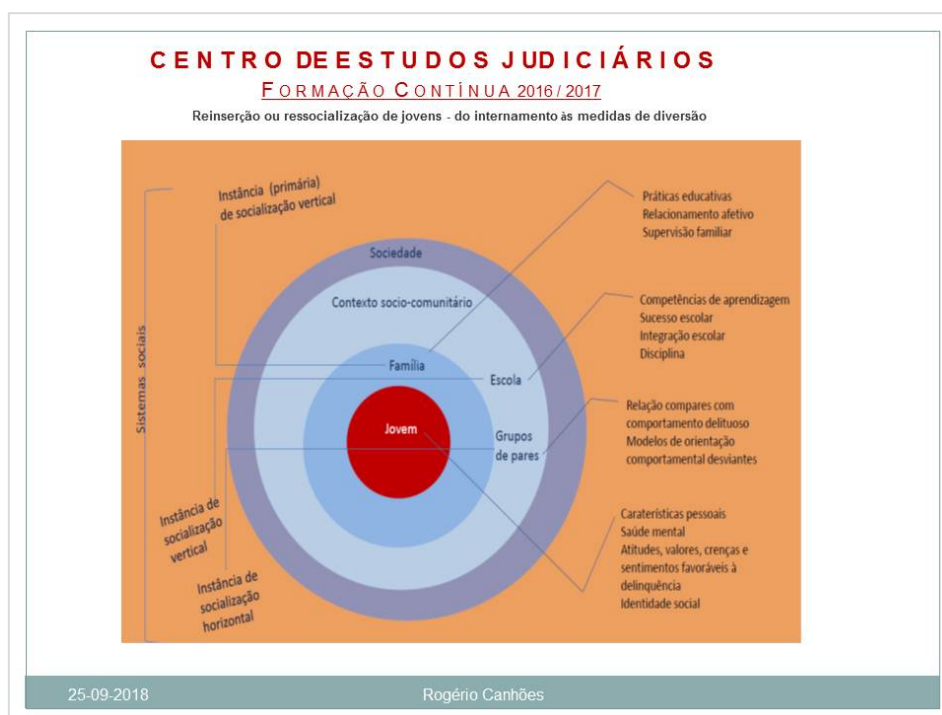 CENTRO DE ESTUDOS JUDICIÁRIOS
FORMAÇÃO CONTÍNUA 2016 / 2017
Reinserção ou ressocialização de jovens - do internamento às medidas de diversão
Instância (primária)
de socialização vertical
Práticas educativas
Relacionamento afetivo
Supervisão familiar
Sociedade
Contexto socio-comunitário
Competências de aprendizagem
Sucesso escolar
Integração escolar
Disciplina
Sistemas sociais
Família
Escola
Jovem
Grupos
de pares
Relação compares com
comportamento delituoso
Modelos de orientação
comportamental desviantes
Instância de
socialização
vertical
Instância de
socialização
horizontal
Caraterísticas pessoais
Saúde mental
Atitudes, valores, crenças e
sentimentos favoráveis à
delinquência
Identidade social
25-09-2018
Rogério Canhões